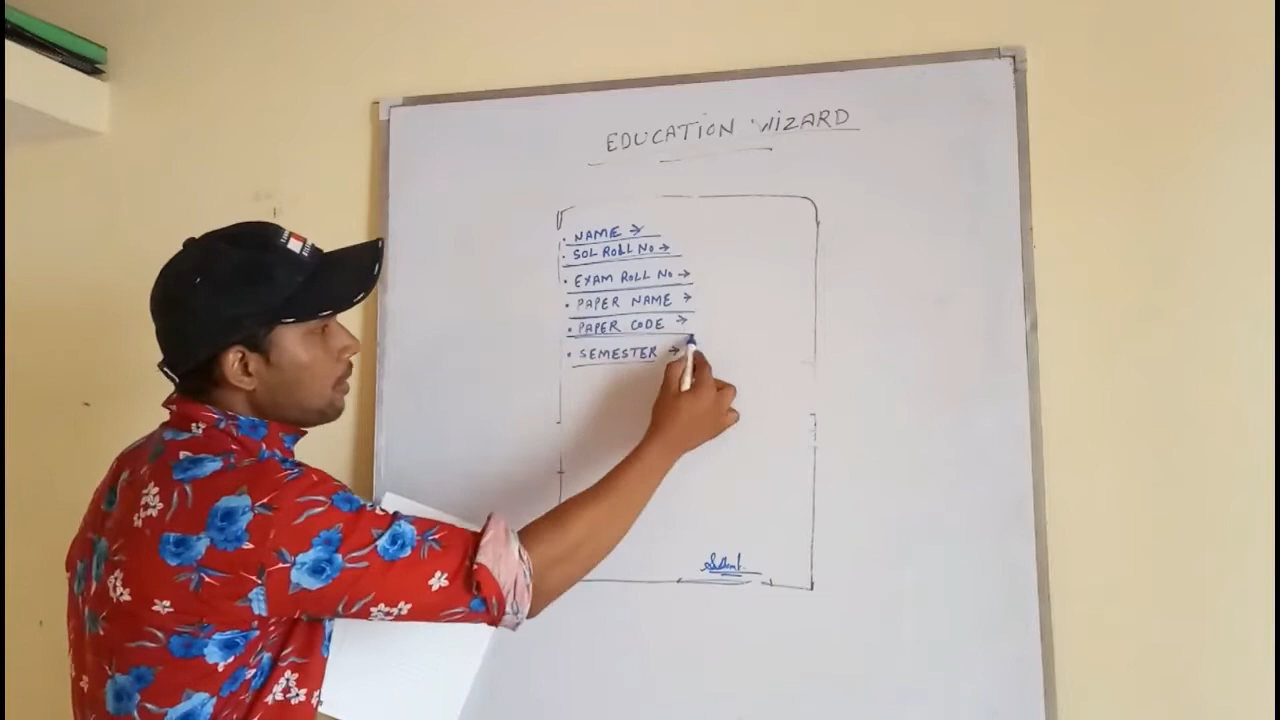 EDUCATION WIZARD
• NAME →
• SOL ROLL NO →
• EXAM ROLL NO →
• PAPER NAME →
• PAPER CODE →
• SEMESTER →